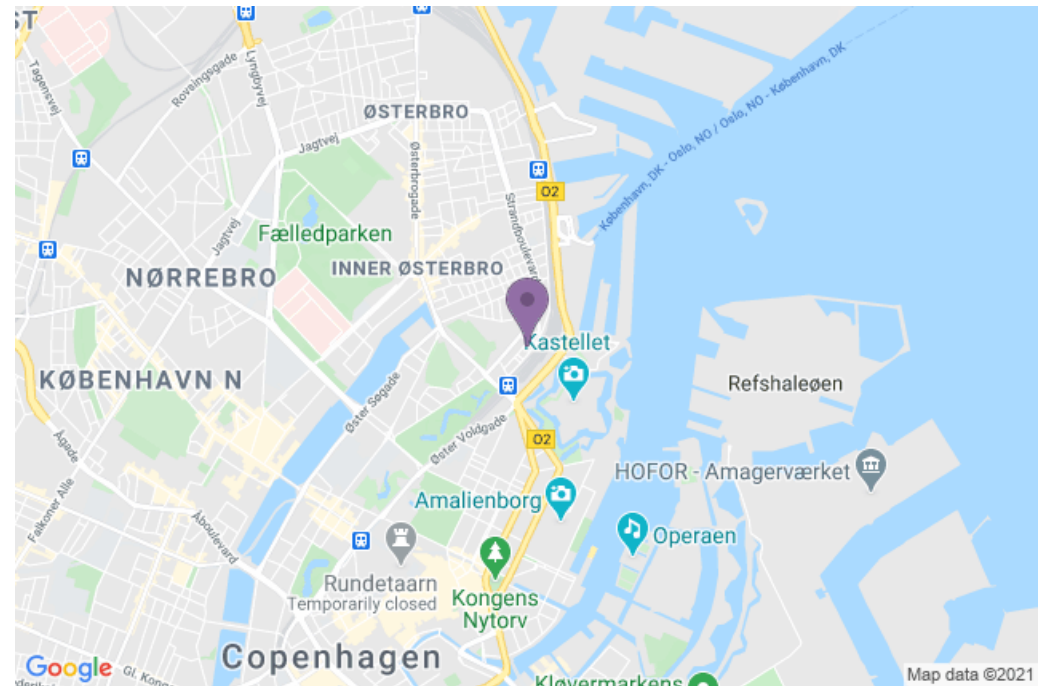 ST
Tagensvej
Rovsingsgade
Lyngbyvej
ØSTERBRO
Jagtvej
Østerbrogade
København, DK - Oslo, NO / Oslo, NO - København, DK
O2
Strandboulevard
Jagtvej
Fælledparken
INNER ØSTERBRO
NØRREBRO
Kastellet
KØBENHAVN N
Refshaleøen
Øster Søgade
Øster Voldgade
O2
Ågade
HOFOR - Amagerværket
Falkoner Alle
Amalienborg
Åboulevard
Operaen
Rundetaarn
Temporarily closed
Kongens
Nytorv
Copenhagen
Google
Map data ©2021
Kløvermarkens